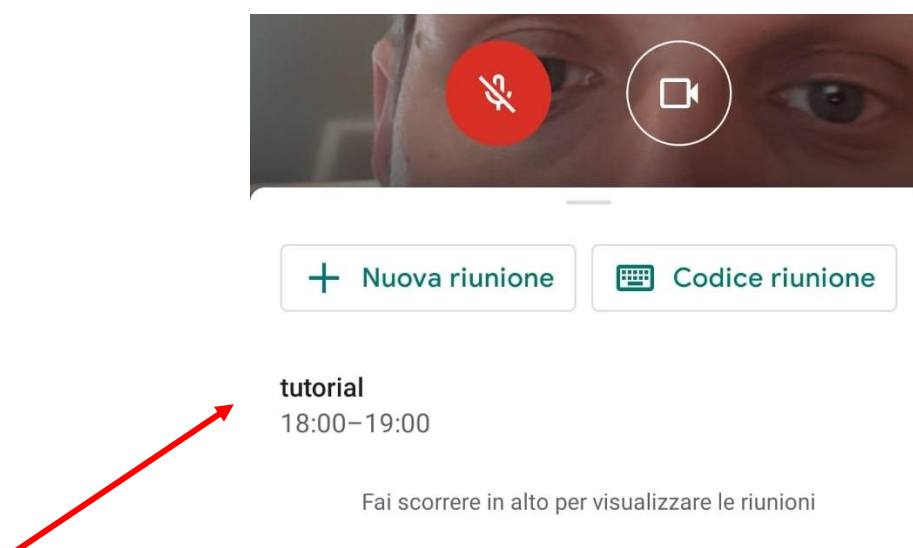 Nuova riunione
Codice riunione
tutorial
18:00–19:00
Fai scorrere in alto per visualizzare le riunioni